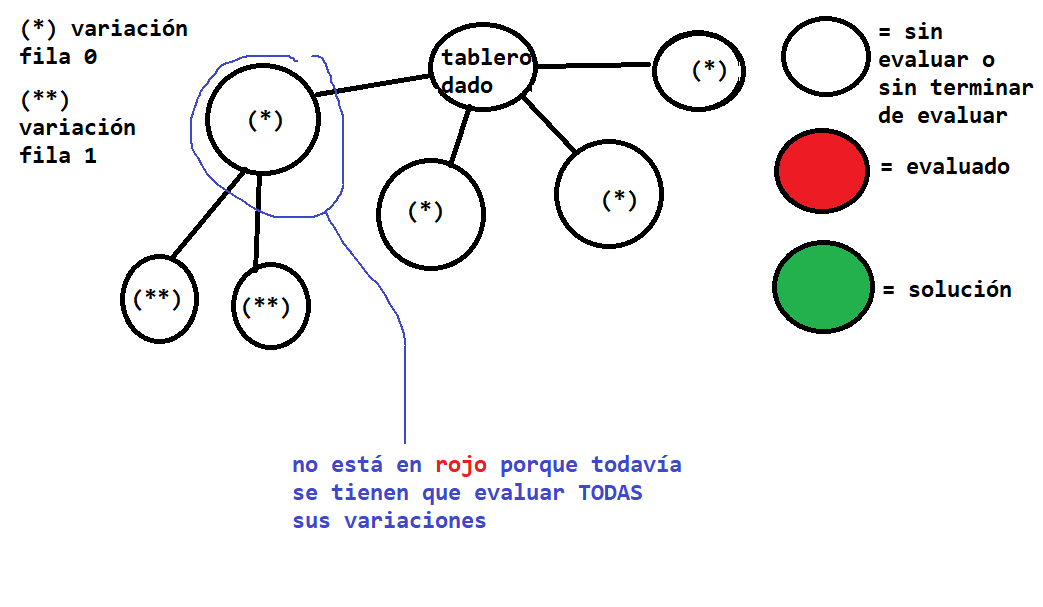 (*) variación
fila 0
(**)
variación
fila 1
(*)
tablero
dado
(*)
(*)
(*)
(**)
(**)
= sin
evaluar o
sin terminar
de evaluar
= evaluado
= solución
no está en rojo porque todavía
se tienen que evaluar TODAS
sus variaciones